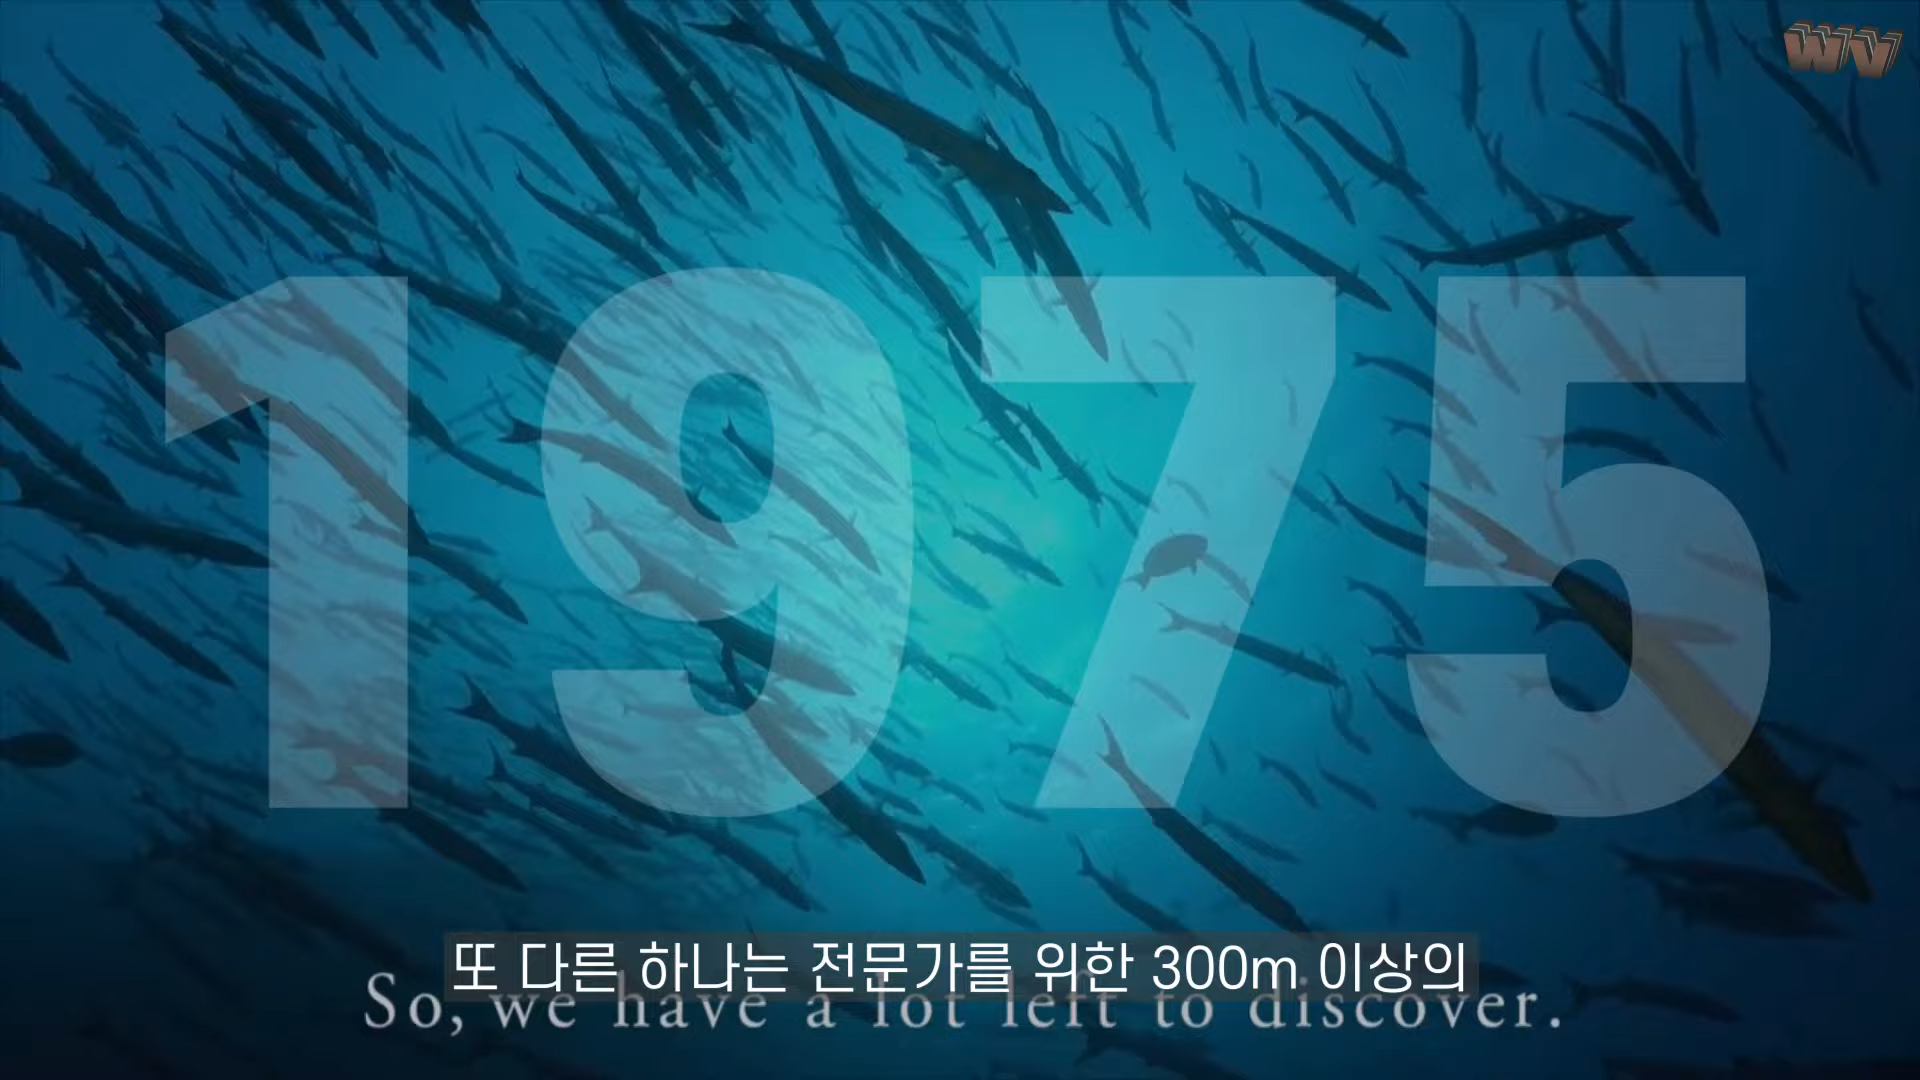 WV
1975
또 다른 하나는 전문가를 위한 300m 이상의
So, we have a lot left to discover.